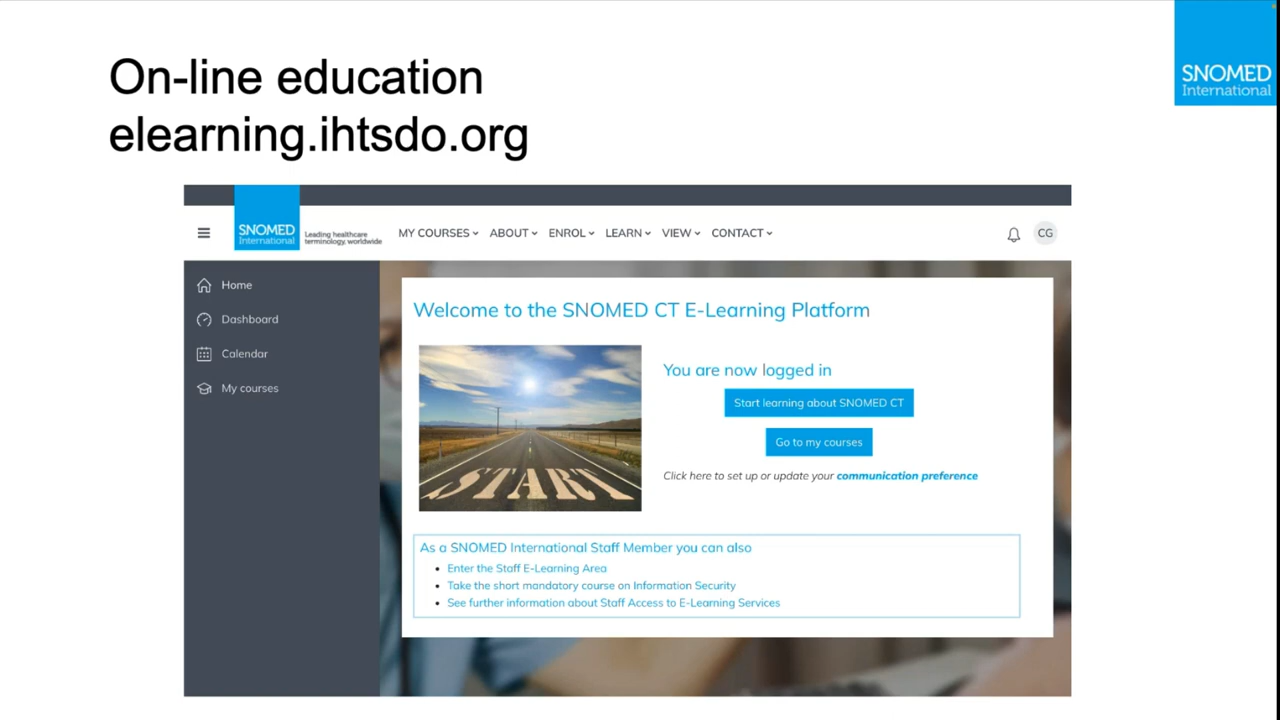 On-line education
elearning.ihtsdo.org
SNOMED
International
SNOMED
International
Leading healthcare
terminology, worldwide
MY COURSES
ABOUT
ENROL
LEARN
VIEW
CONTACT
CG
Home
Dashboard
Calendar
My courses
Welcome to the SNOMED CT E-Learning Platform
START
You are now logged in
Start learning about SNOMED CT
Go to my courses
Click here to set up or update your communication preference
As a SNOMED International Staff Member you can also
• Enter the Staff E-Learning Area
• Take the short mandatory course on Information Security
• See further information about Staff Access to E-Learning Services